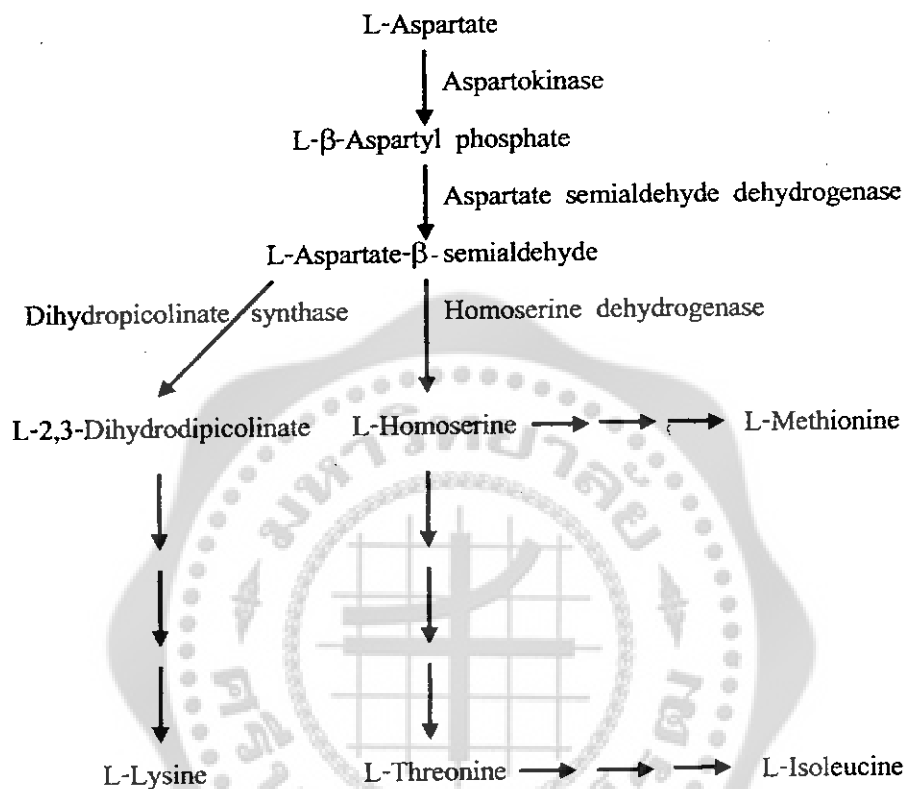 L-Aspartate
Aspartokinase
L-β-Aspartyl phosphate
Aspartate semialdehyde dehydrogenase
L-Aspartate-β-semialdehyde
Dihydropicolinate synthase
Homoserine dehydrogenase
L-2,3-Dihydrodipicolinate
L-Homoserine
L-Methionine
L-Lysine
L-Threonine
L-Isoleucine